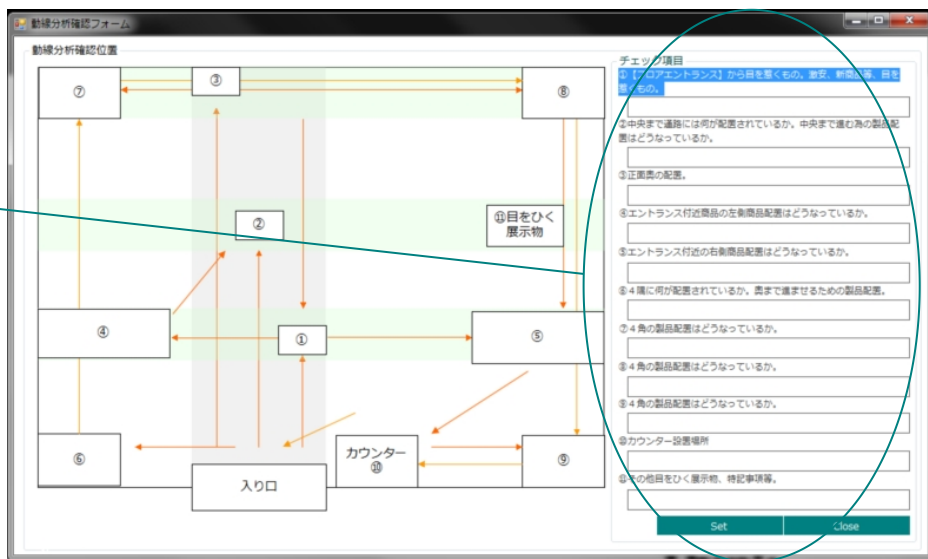 動線分析確認フォーム
動線分析確認位置
⑦
③
⑧
②
⑪目をひく
展示物
④
①
⑤
⑥
カウンター
⑩
⑨
入り口
チェック項目
①【フロアエントランス】から目を惹くもの。激安、新商品等、目を
惹くもの。
②中央まで通路には何が配置されているか。中央まで進む為の製品配
置はどうなっているか。
③正面奥の配置。
④エントランス付近商品の左側商品配置はどうなっているか。
⑤エントランス付近の右側商品配置はどうなっているか。
⑥４隅に何が配置されているか。奥まで進ませるための製品配置。
⑦４角の製品配置はどうなっているか。
⑧４角の製品配置はどうなっているか。
⑨４角の製品配置はどうなっているか。
⑩カウンター設置場所
⑪その他目をひく展示物、特記事項等。
Set
Close